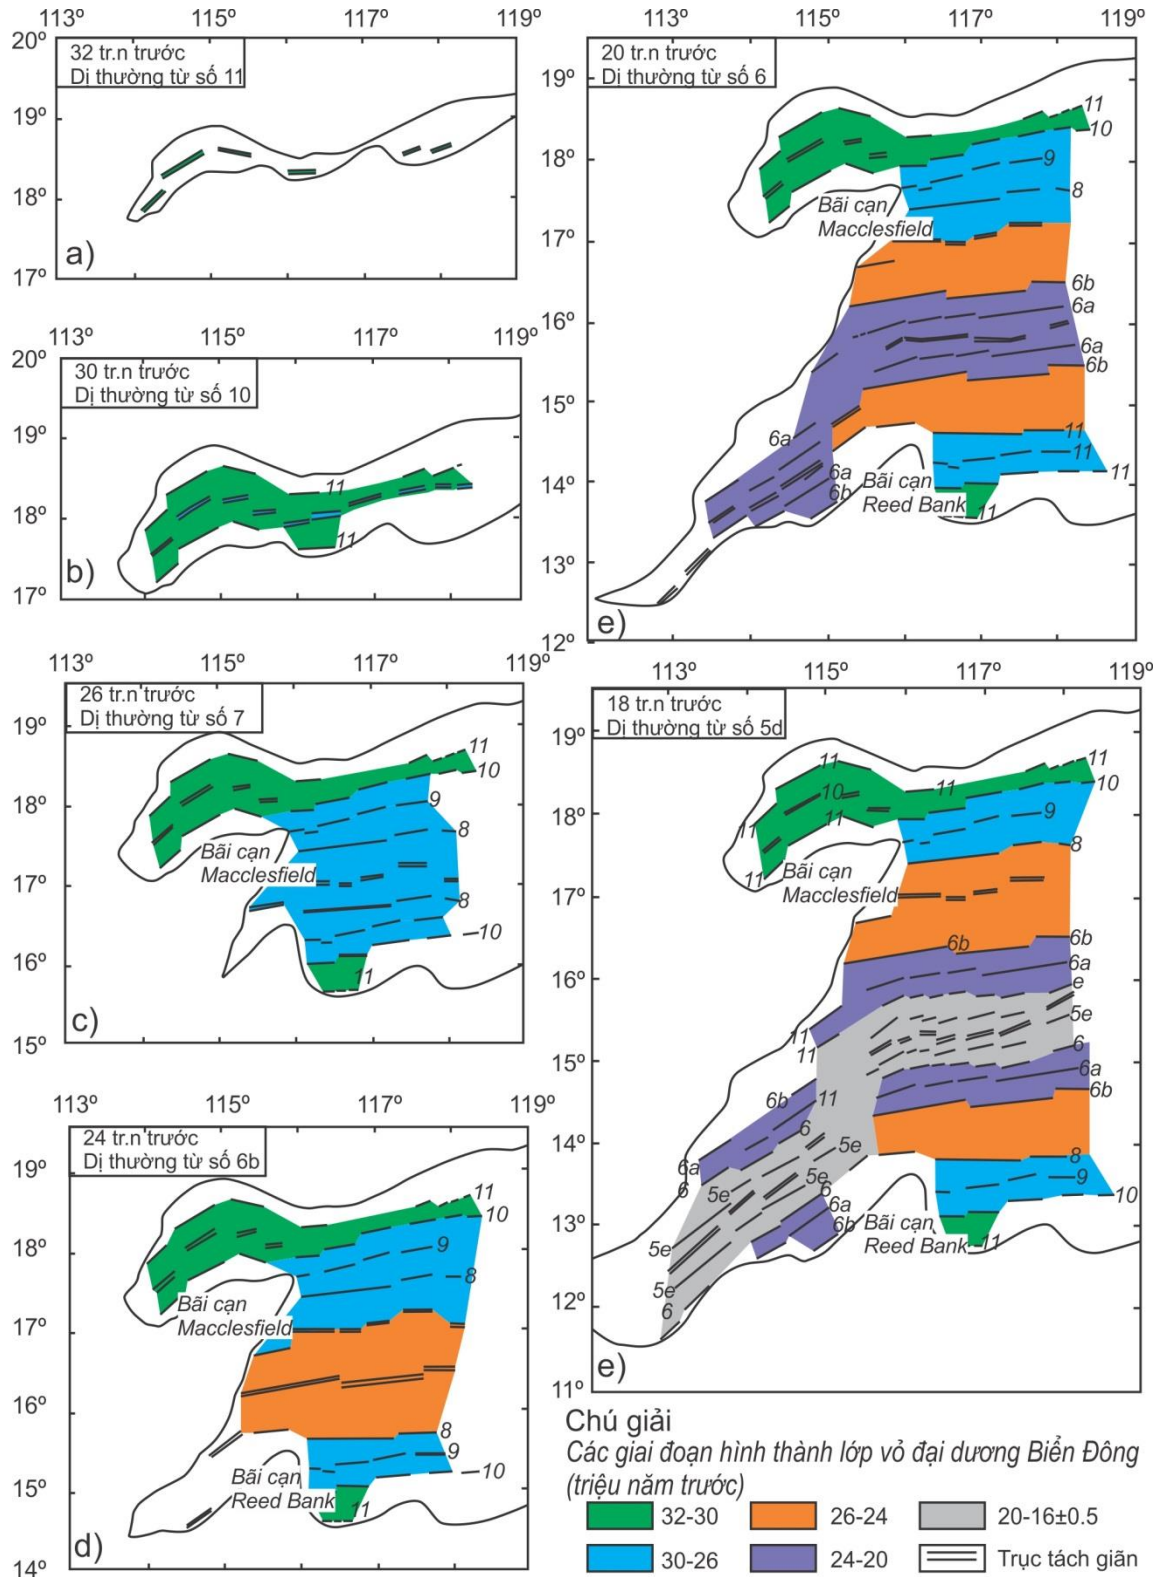 113º 115º 117º 119º
20º
32 tr.n trước
Dị thường từ số 11
19º
18º
a)
17º
113º 115º 117º 119º
20º
30 tr.n trước
Dị thường từ số 10
19º
11
18º
11
b)
17º
113º 115º 117º 119º
26 tr.n trước
Dị thường từ số 7
19º
11
10
18º
9
8
Bãi cạn
Macclesfield
17º
8
10
16º
11
c)
15º
113º 115º 117º 119º
24 tr.n trước
Dị thường từ số 6b
19º
11
10
18º
9
8
Bãi cạn
Macclesfield
17º
16º
8
9
10
Bãi cạn
Reed Bank
15º
11
d)
14º
113º 115º 117º 119º
20 tr.n trước
Dị thường từ số 6
19º
11
10
18º
9
8
Bãi cạn
Macclesfield
17º
6b
6a
16º
6a
6b
15º
6a
11
11
6a
6b
Bãi cạn
Reed Bank
11
14º
11
13º
e)
12º
113º 115º 117º 119º
18 tr.n trước
Dị thường từ số 5d
19º
11
11
11
10
10
18º
11
11
9
8
Bãi cạn
Macclesfield
11
17º
6b
6b
6a
16º
e
5e
11
11
6
15º
6a
6b
6b
11
6
14º
5e
8
6a
6
5e
6
9
10
6a
6b
Bãi cạn
Reed Bank
11
13º
5e
5e
6
12º
e)
11º
Chú giải
Các giai đoạn hình thành lớp vỏ đại dương Biển Đông
(triệu năm trước)
32-30 26-24 20-16±0.5
30-26 24-20 Trục tách giãn